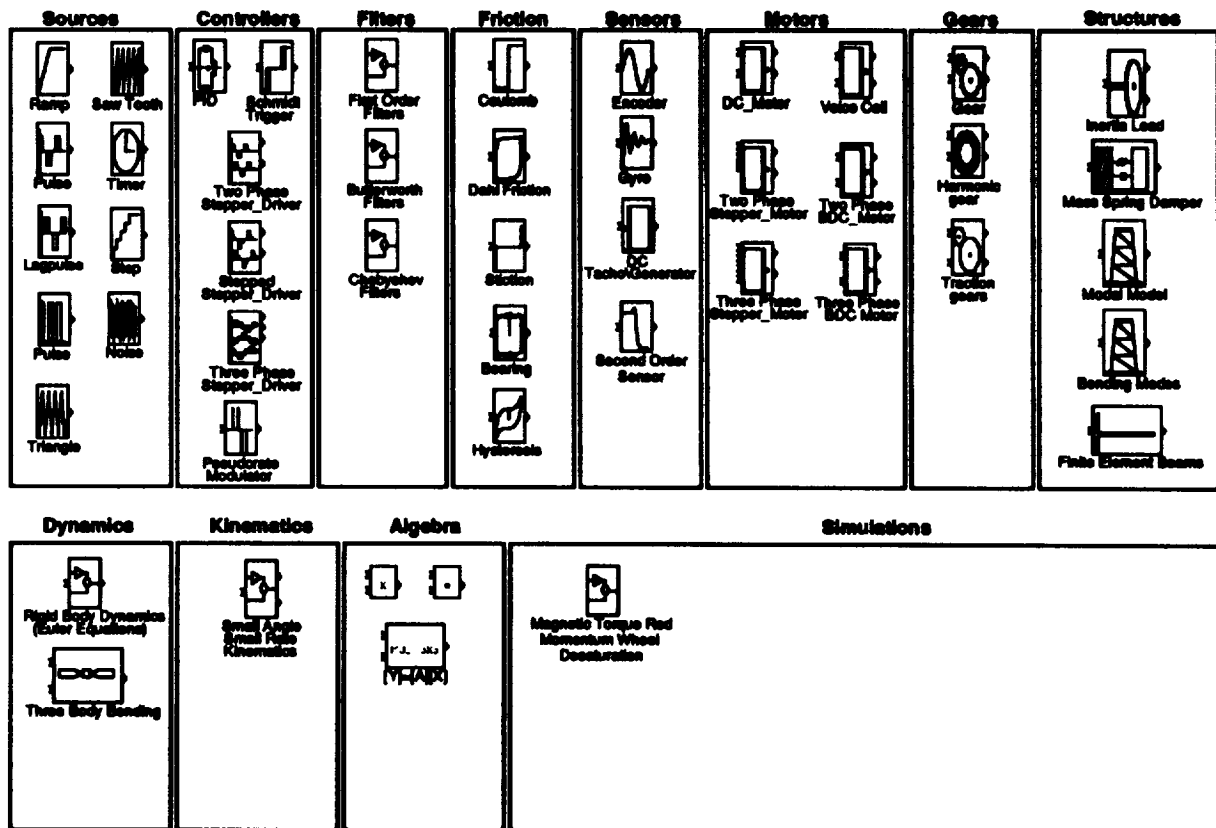 Sources
Controllers
Filters
Friction
Sensors
Motors
Gears
Structures
Ramp
Saw Tooth
Pulse
Timer
Lagpulse
Step
Pulse
Noise
Triangle
PID
Schmidt
Trigger
Two Phase
Stepper_Driver
Stepped
Stepper_Driver
Three Phase
Stepper_Driver
Pseudorate
Modulator
First Order
Filters
Butterworth
Filters
Chebyshev
Filters
Coulomb
Dahl Friction
Stiction
Bearing
Hysteresis
Encoder
Gyro
DC
Tacho\Generator
Second Order
Sensor
DC_Motor
Voice Coil
Two Phase
Stepper_Motor
Two Phase
BDC_Motor
Three Phase
Stepper_Motor
Three Phase
BDC Motor
Gear
Harmonic
gear
Traction
gears
Inertia Load
Mass Spring Damper
Modal Model
Bending Modes
Finite Element Beams
Dynamics
Kinematics
Algebra
Simulations
Rigid Body Dynamics
(Euler Equations)
Three Body Bending
Small Angle
Small Rate
Kinematics
X
[Y]=[A][X]
Magnetic Torque Rod
Momentum Wheel
Desaturation